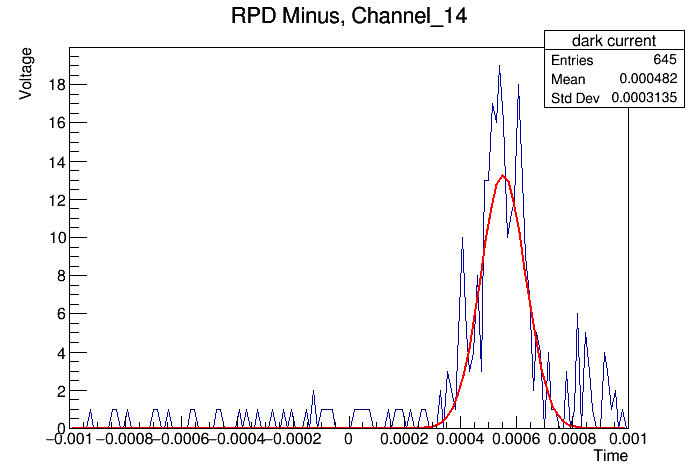 RPD Minus, Channel_14
dark current
Entries 645
Mean 0.000482
Std Dev 0.0003135
Voltage
18
16
14
12
10
8
6
4
2
0
−0.001 −0.0008 −0.0006 −0.0004 −0.0002 0 0.0002 0.0004 0.0006 0.0008 0.001
Time